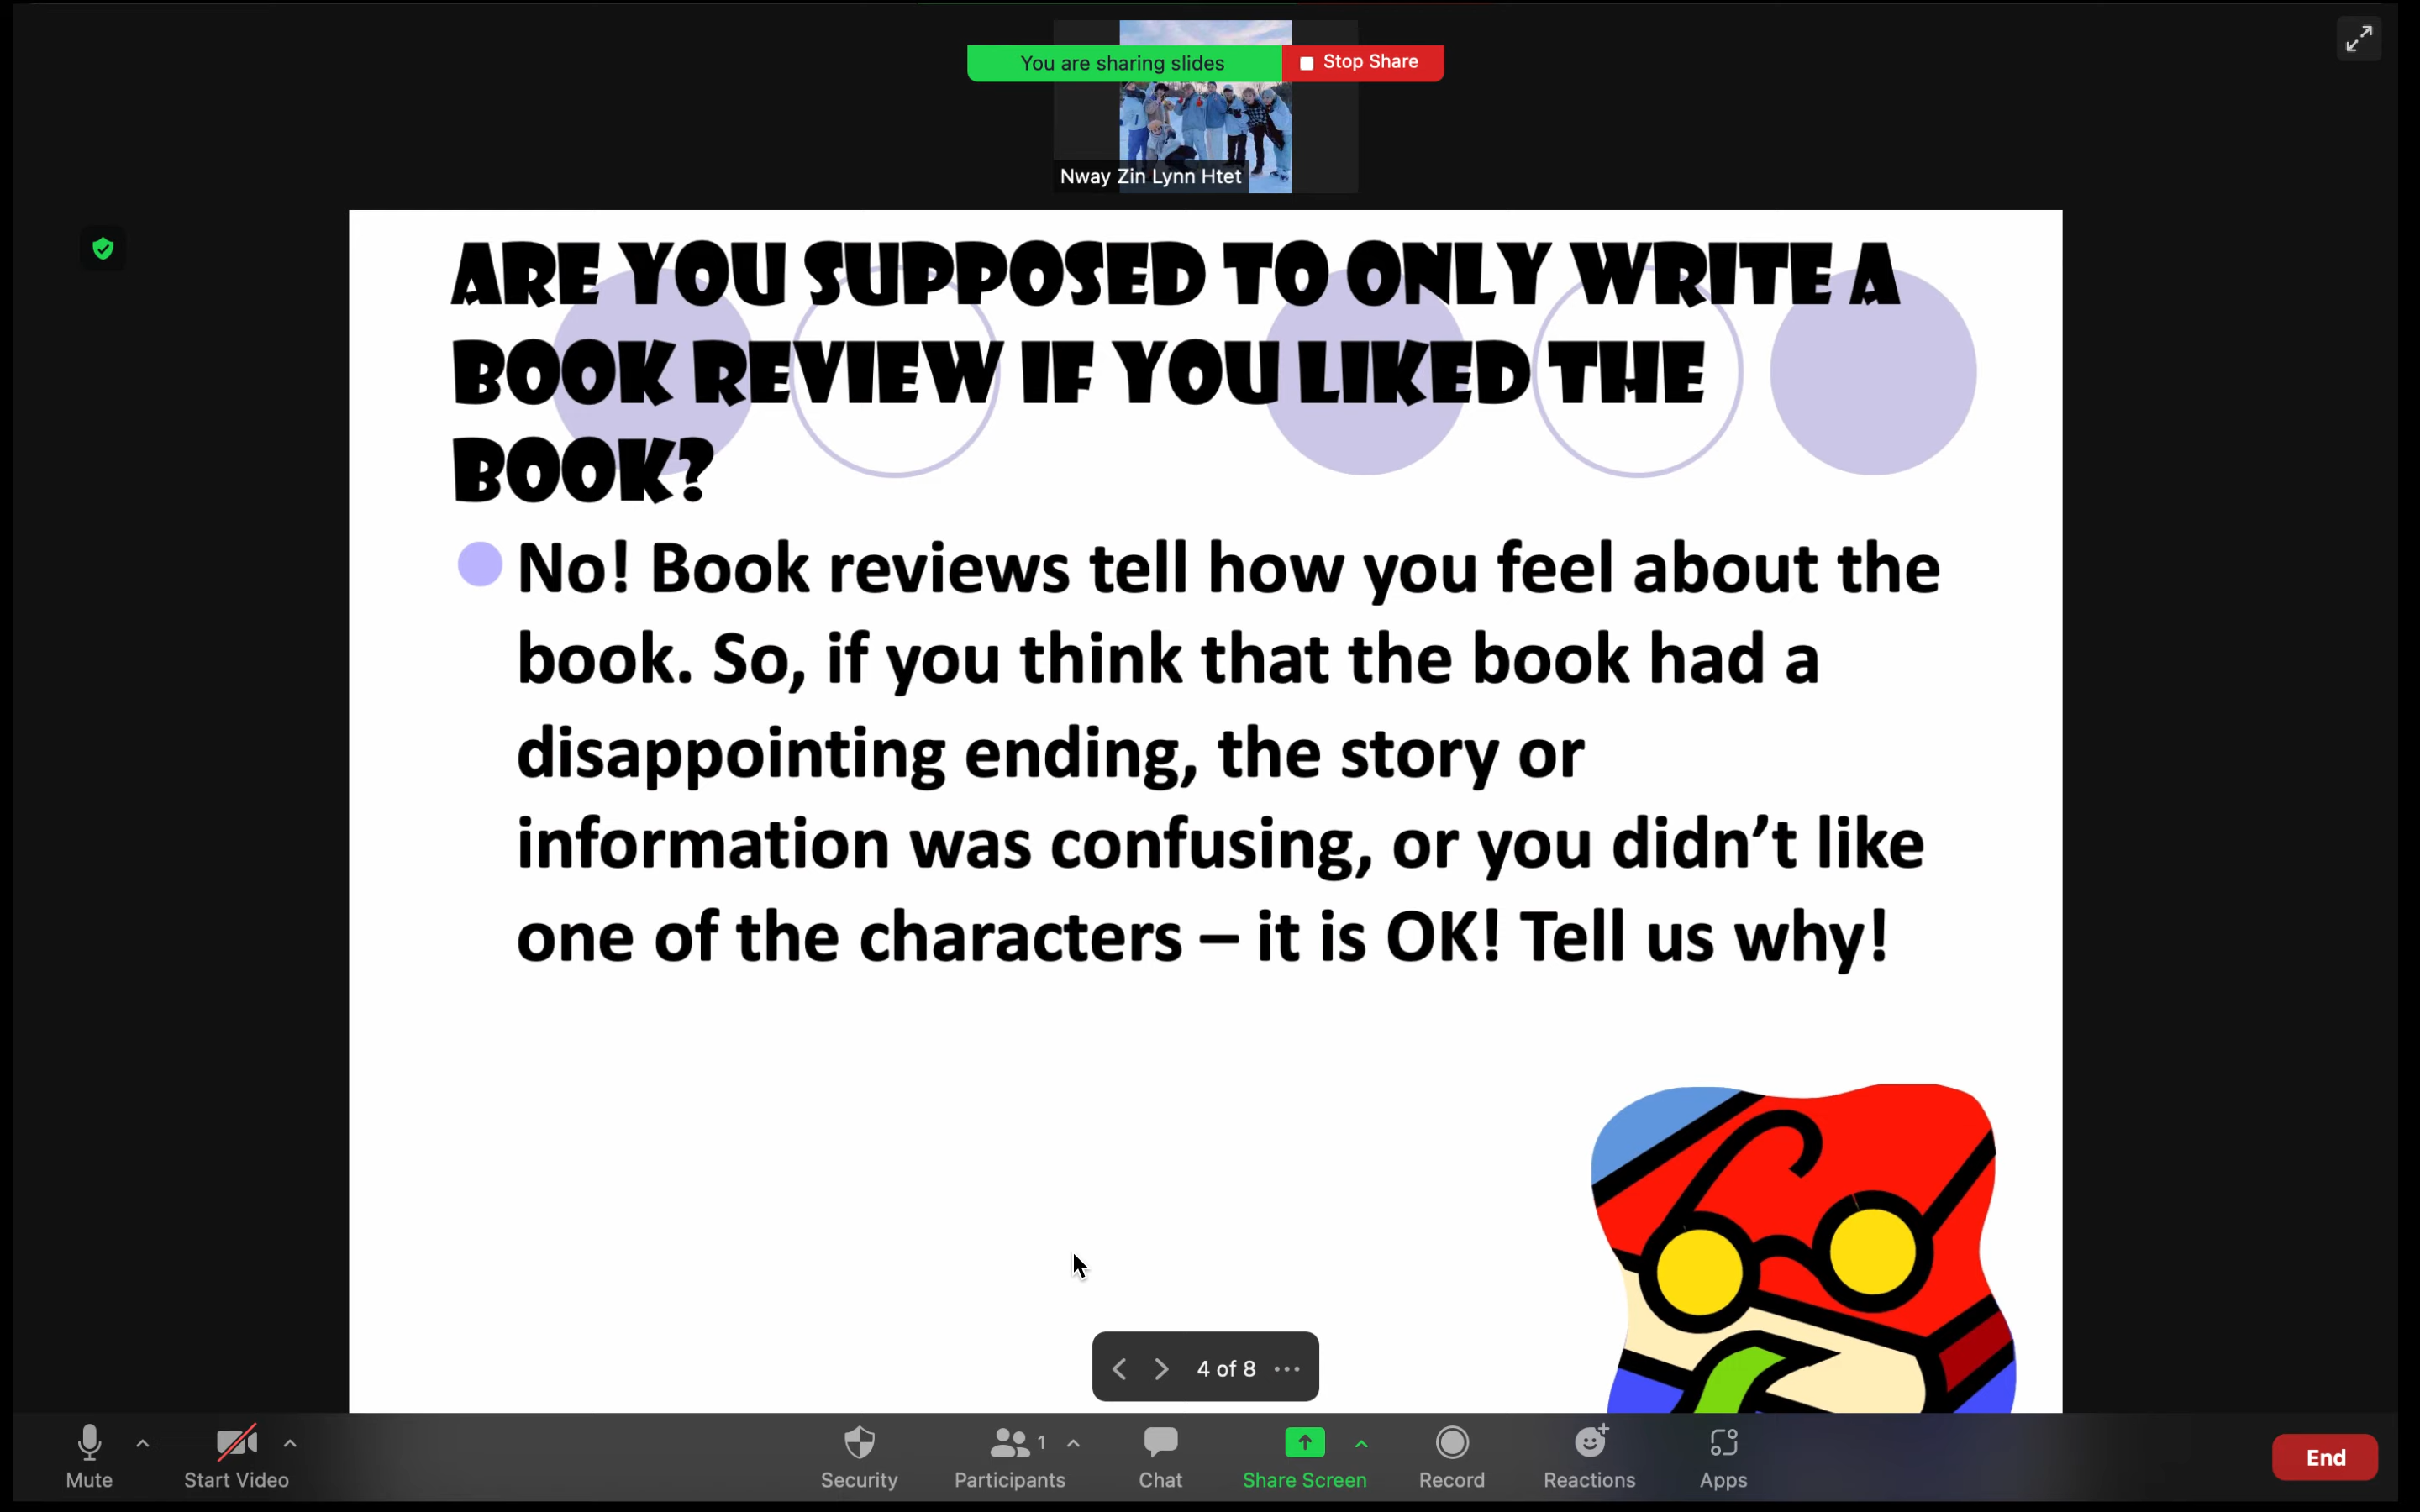 You are sharing slides Stop Share
Nway Zin Lynn Htet
ARE YOU SUPPOSED TO ONLY WRITE A
BOOK REVIEW IF YOU LIKED THE
BOOK?
No! Book reviews tell how you feel about the
book. So, if you think that the book had a
disappointing ending, the story or
information was confusing, or you didn’t like
one of the characters – it is OK! Tell us why!
4 of 8
1
Mute Start Video Security Participants Chat Share Screen Record Reactions Apps End